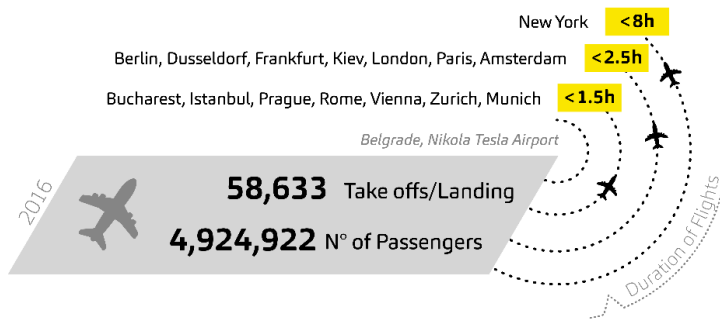 New York <8h
Berlin, Dusseldorf, Frankfurt, Kiev, London, Paris, Amsterdam <2.5h
Bucharest, Istanbul, Prague, Rome, Vienna, Zurich, Munich <1.5h
Belgrade, Nikola Tesla Airport
2016
58,633 Take offs/Landing
4,924,922 N° of Passengers
Duration of Flights